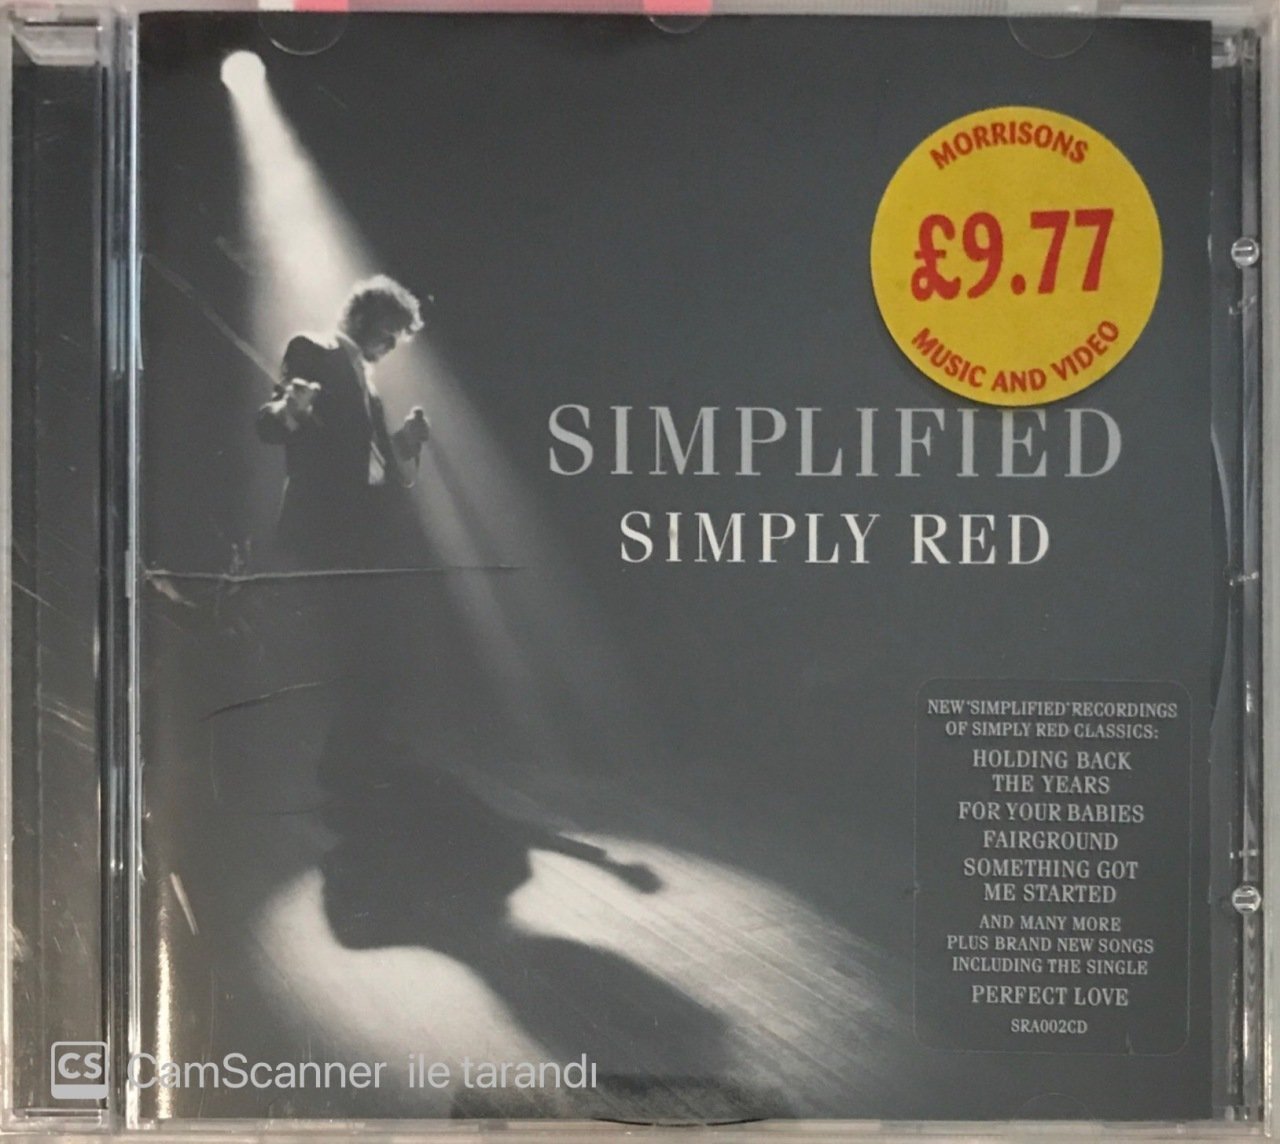 MORRISONS
£9.77
MUSIC AND VIDEO
SIMPLIFIED
SIMPLY RED
NEW 'SIMPLIFIED' RECORDINGS
OF SIMPLY RED CLASSICS:
HOLDING BACK
THE YEARS
FOR YOUR BABIES
FAIRGROUND
SOMETHING GOT
ME STARTED
AND MANY MORE
PLUS BRAND NEW SONGS
INCLUDING THE SINGLE
PERFECT LOVE
SRA002CD
CS CamScanner ile tarandı